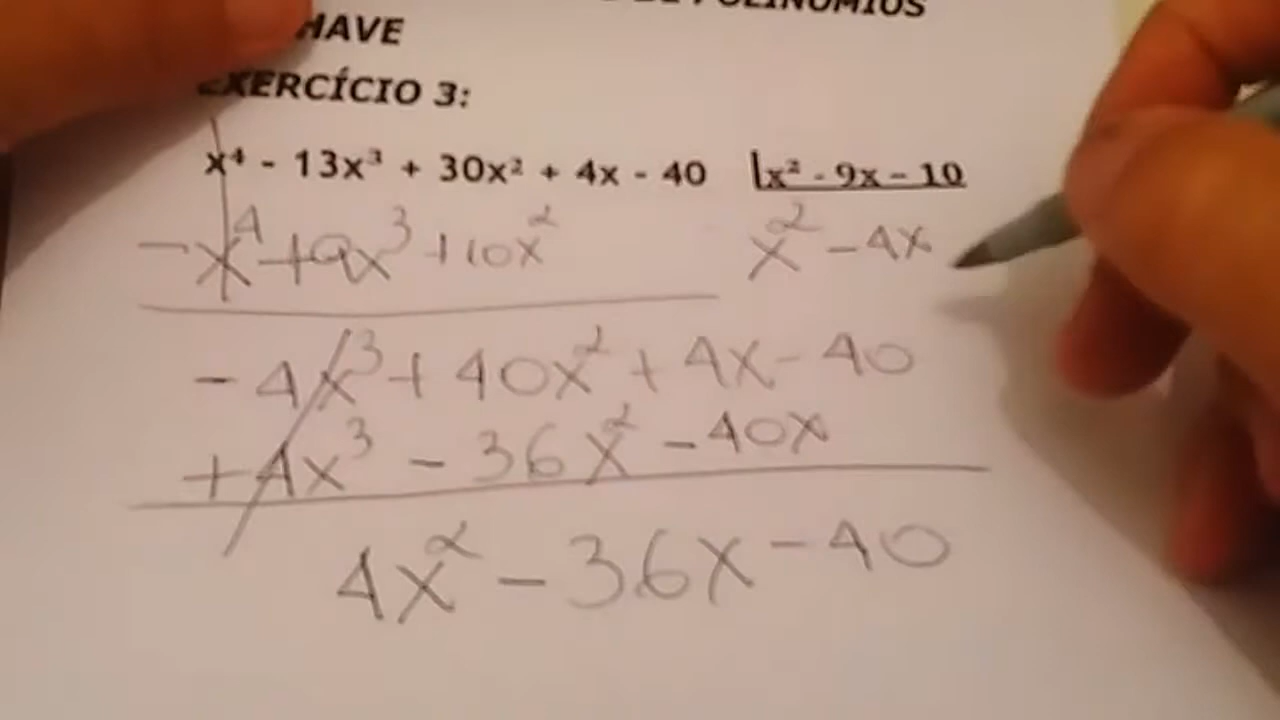 POLINÔMIOS
HAVE
EXERCÍCIO 3:
x⁴ - 13x³ + 30x² + 4x - 40 |x² - 9x - 10
-x⁴+9x³+10x² x²-4x
-4x³+40x²+4x-40
+4x³-36x²-40x
4x²-36x-40